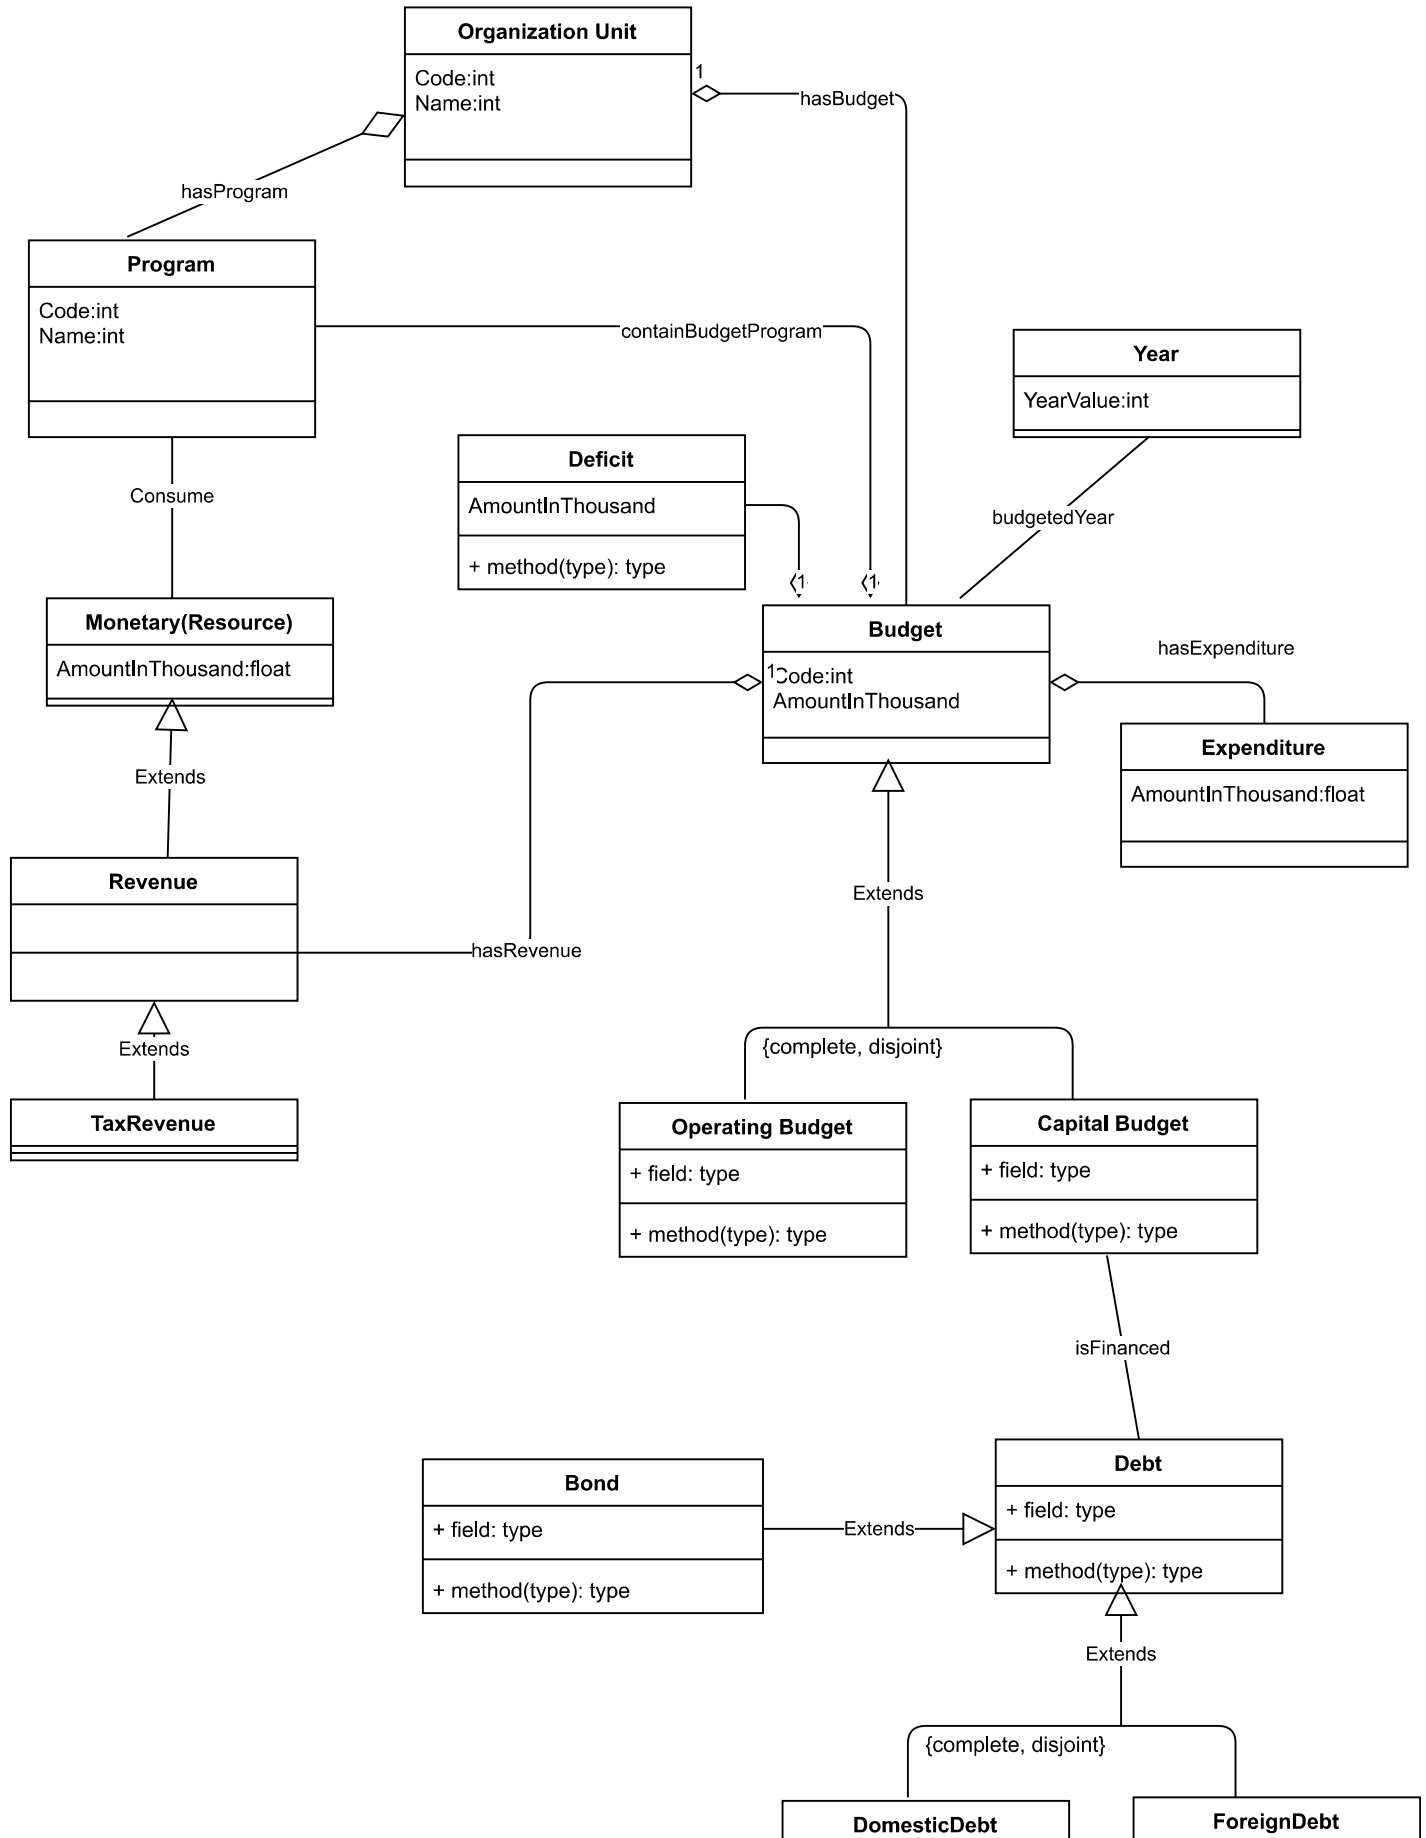 Organization Unit
Code:int
Name:int
1
hasBudget
hasProgram
Program
Code:int
Name:int
containBudgetProgram
Year
YearValue:int
Deficit
AmountInThousand
+ method(type): type
Consume
budgetedYear
1
1
Monetary(Resource)
AmountInThousand:float
Budget
1
Code:int
AmountInThousand
hasExpenditure
Expenditure
AmountInThousand:float
Extends
Revenue
Extends
hasRevenue
Extends
{complete, disjoint}
TaxRevenue
Operating Budget
+ field: type
+ method(type): type
Capital Budget
+ field: type
+ method(type): type
isFinanced
Bond
+ field: type
+ method(type): type
Extends
Debt
+ field: type
+ method(type): type
Extends
{complete, disjoint}
DomesticDebt
ForeignDebt